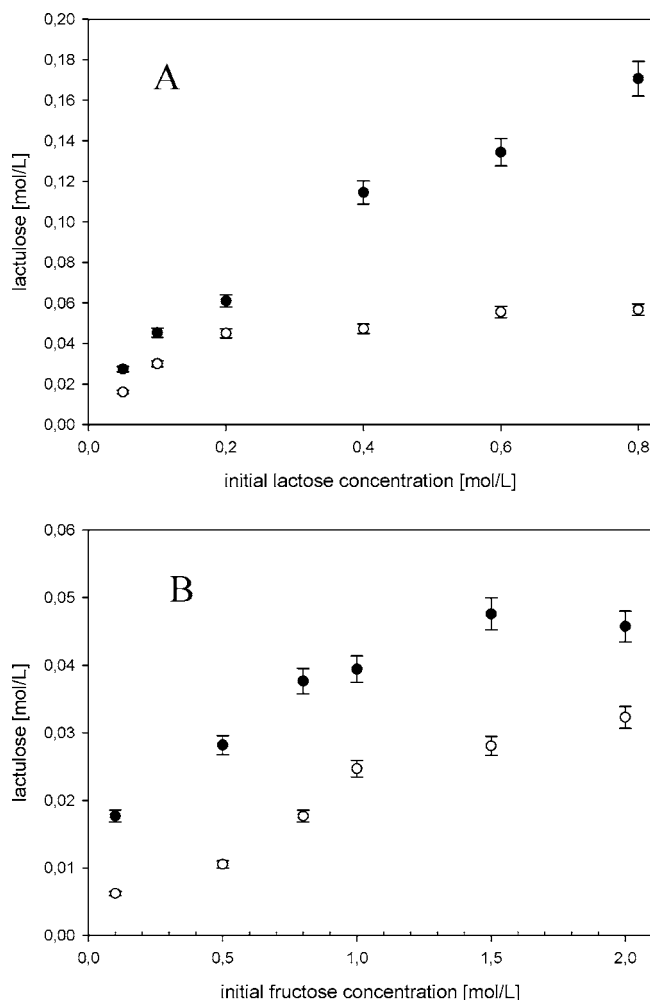 A
lactulose [mol/L]
0,20
0,18
0,16
0,14
0,12
0,10
0,08
0,06
0,04
0,02
0,00
0,0 0,2 0,4 0,6 0,8
initial lactose concentration [mol/L]
B
lactulose [mol/L]
0,06
0,05
0,04
0,03
0,02
0,01
0,00
0,0 0,5 1,0 1,5 2,0
initial fructose concentration [mol/L]